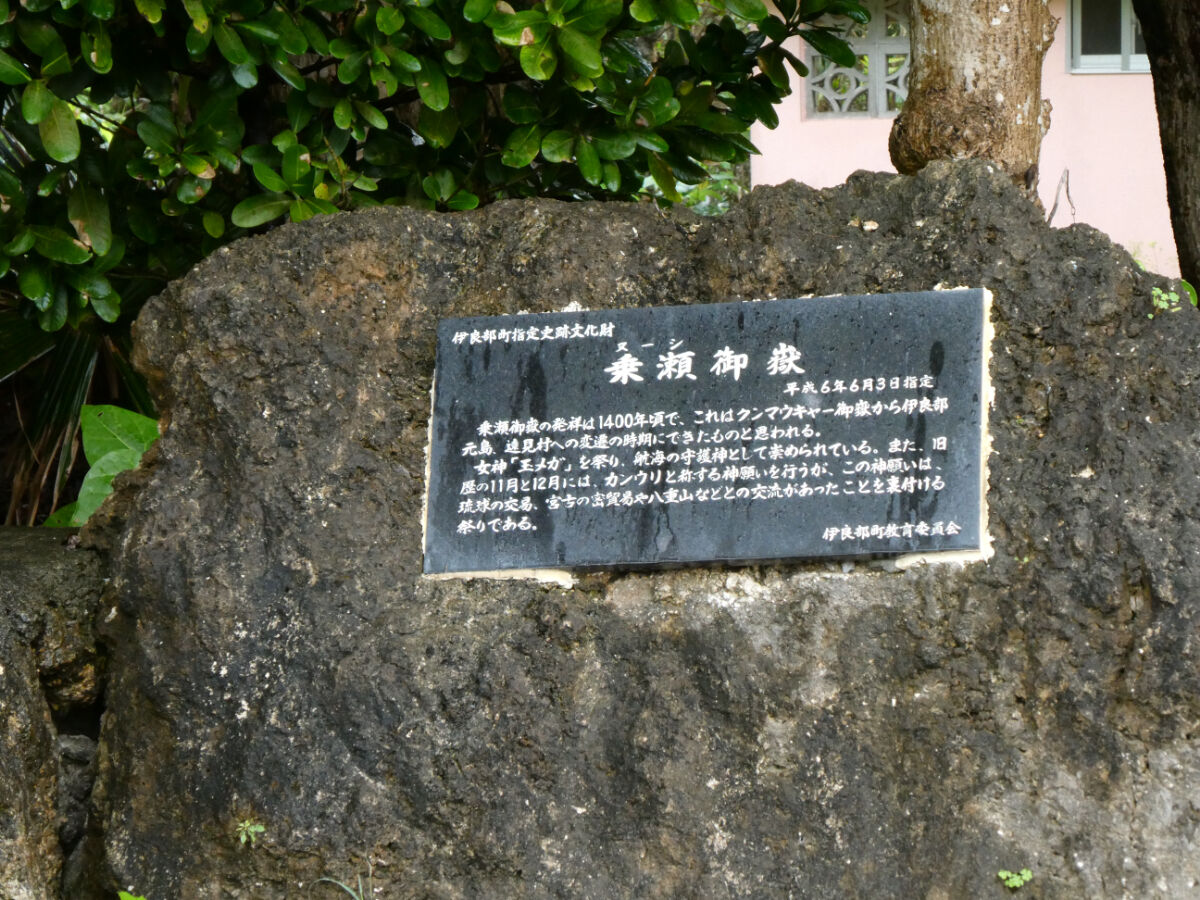 伊良部町指定史跡文化財
ヌーシ
乗瀬御嶽
平成6年6月3日指定
乗瀬御嶽の発祥は1400年頃で、これはクンマウキャー御嶽から伊良部
元島、遠見村への変遷の時期にできたものと思われる。
女神「玉メガ」を祭り、航海の守護神として崇められている。また、旧
歴の11月と12月には、カンウリと称する神願いを行うが、この神願いは、
琉球の交易、宮古の密貿易や八重山などとの交流があったことを裏付ける
祭りである。
伊良部町教育委員会